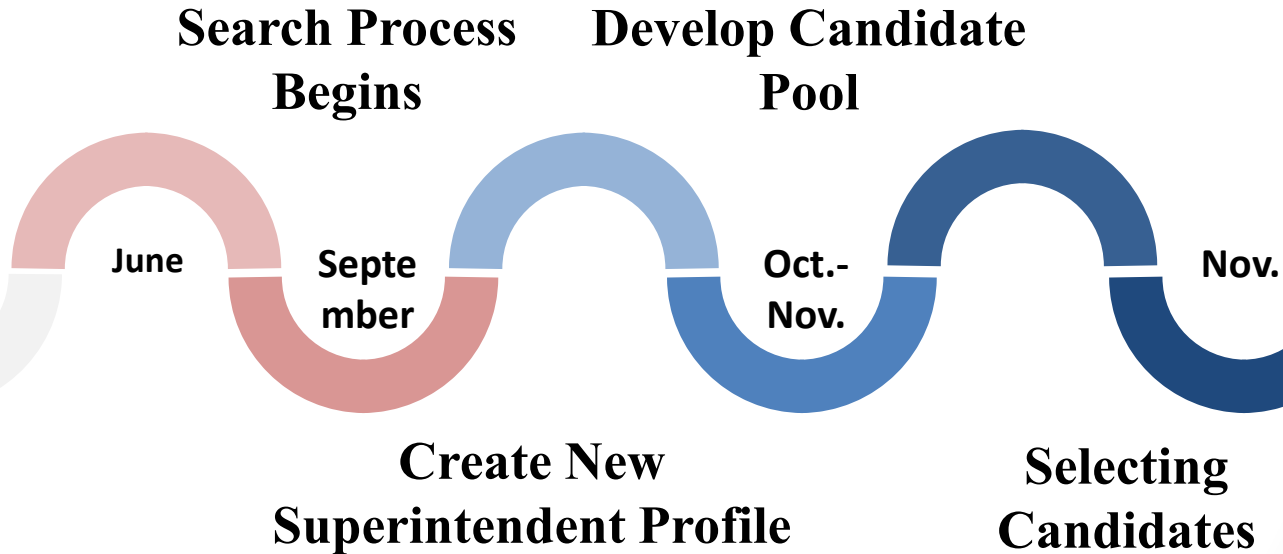 Search Process
Begins
Develop Candidate
Pool
June
Septe
mber
Oct.-
Nov.
Nov.
Create New
Superintendent Profile
Selecting
Candidates